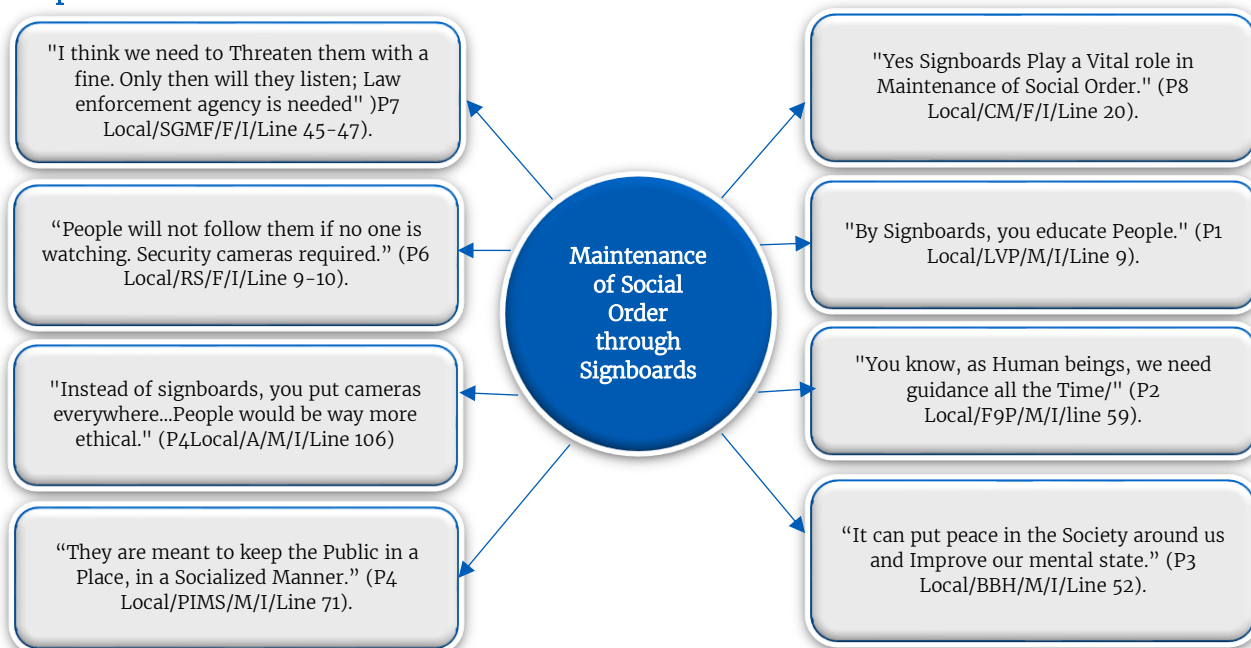 "I think we need to Threaten them with a
fine. Only then will they listen; Law
enforcement agency is needed" )P7
Local/SGMF/F/I/Line 45-47).
“People will not follow them if no one is
watching. Security cameras required.” (P6
Local/RS/F/I/Line 9-10).
"Instead of signboards, you put cameras
everywhere...People would be way more
ethical." (P4Local/A/M/I/Line 106)
“They are meant to keep the Public in a
Place, in a Socialized Manner.” (P4
Local/PIMS/M/I/Line 71).
Maintenance
of Social
Order
through
Signboards
"Yes Signboards Play a Vital role in
Maintenance of Social Order." (P8
Local/CM/F/I/Line 20).
"By Signboards, you educate People." (P1
Local/LVP/M/I/Line 9).
"You know, as Human beings, we need
guidance all the Time/" (P2
Local/F9P/M/I/line 59).
“It can put peace in the Society around us
and Improve our mental state.” (P3
Local/BBH/M/I/Line 52).